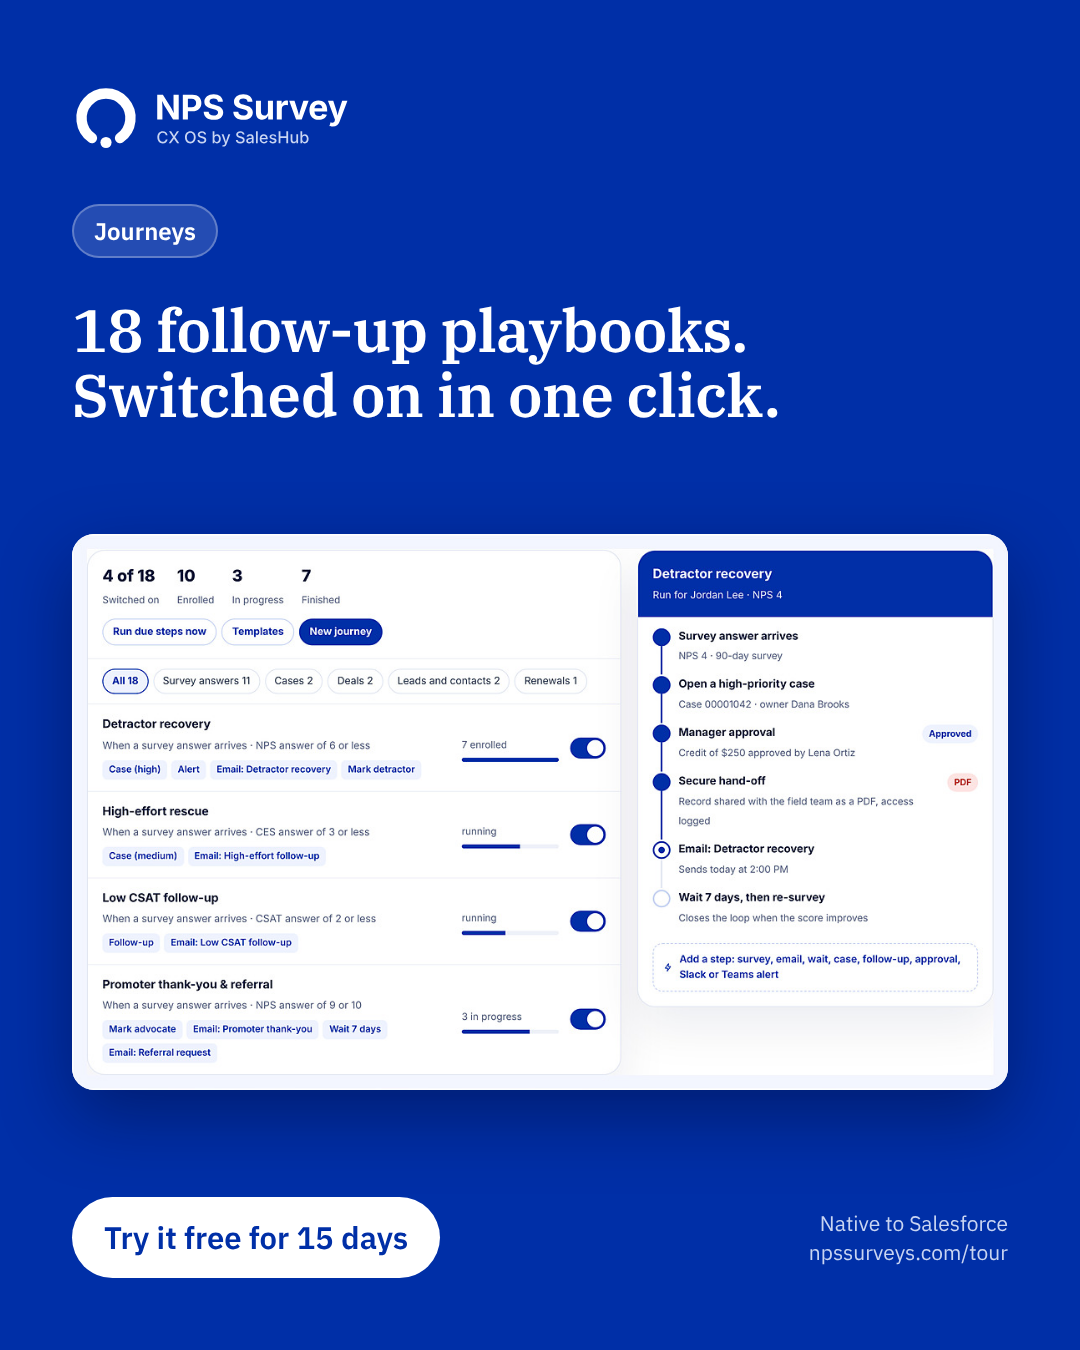 NPS Survey
CX OS by SalesHub
Journeys
18 follow-up playbooks.
Switched on in one click.
4 of 18
Switched on
10
Enrolled
3
In progress
7
Finished
Run due steps now
Templates
New journey
All 18
Survey answers 11
Cases 2
Deals 2
Leads and contacts 2
Renewals 1
Detractor recovery
When a survey answer arrives · NPS answer of 6 or less
Case (high)
Alert
Email: Detractor recovery
Mark detractor
7 enrolled
High-effort rescue
When a survey answer arrives · CES answer of 3 or less
Case (medium)
Email: High-effort follow-up
running
Low CSAT follow-up
When a survey answer arrives · CSAT answer of 2 or less
Follow-up
Email: Low CSAT follow-up
running
Promoter thank-you & referral
When a survey answer arrives · NPS answer of 9 or 10
Mark advocate
Email: Promoter thank-you
Wait 7 days
Email: Referral request
3 in progress
Detractor recovery
Run for Jordan Lee · NPS 4
Survey answer arrives
NPS 4 · 90-day survey
Open a high-priority case
Case 00001042 · owner Dana Brooks
Manager approval
Approved
Credit of $250 approved by Lena Ortiz
Secure hand-off
PDF
Record shared with the field team as a PDF, access
logged
Email: Detractor recovery
Sends today at 2:00 PM
Wait 7 days, then re-survey
Closes the loop when the score improves
Add a step: survey, email, wait, case, follow-up, approval,
Slack or Teams alert
Try it free for 15 days
Native to Salesforce
npssurveys.com/tour